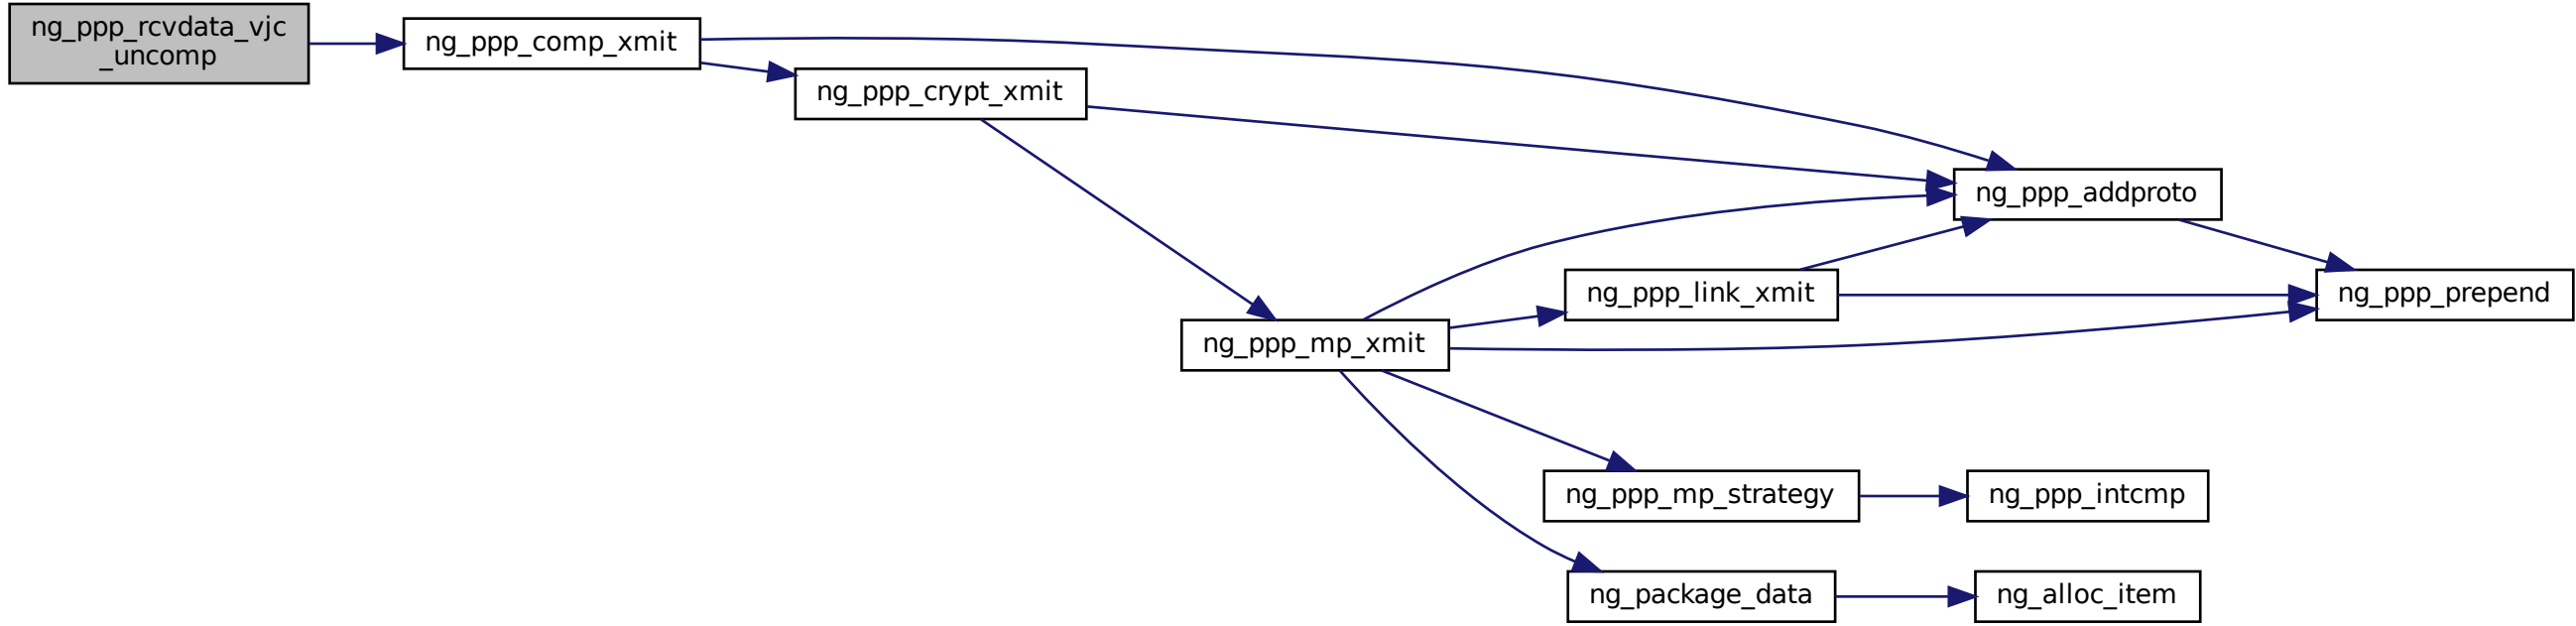 ng_ppp_rcvdata_vjc
_uncomp
ng_ppp_comp_xmit
ng_ppp_crypt_xmit
ng_ppp_addproto
ng_ppp_link_xmit
ng_ppp_prepend
ng_ppp_mp_xmit
ng_ppp_mp_strategy
ng_ppp_intcmp
ng_package_data
ng_alloc_item